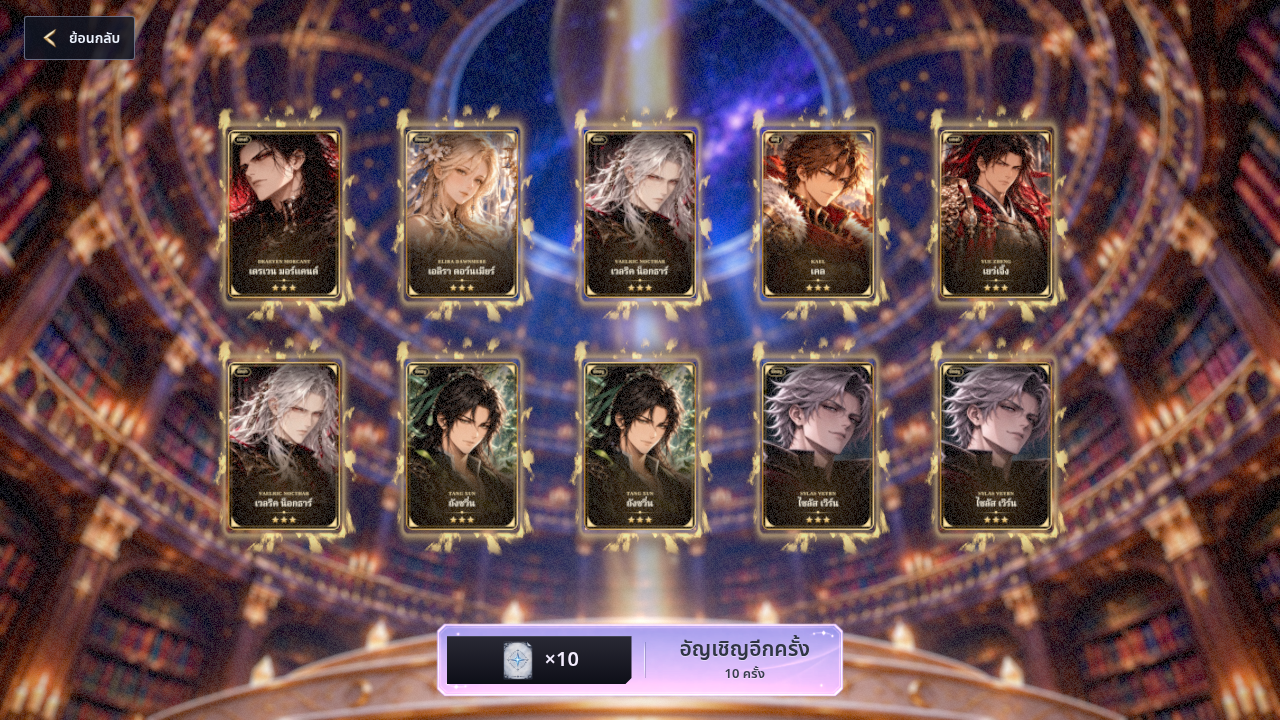 ย้อนกลับ
DRAEVEN MORCANT
เดรเวน มอร์แคนต์
ELIRA DAWNMERE
เอลิรา ดอว์นเมียร์
VAELRIC NOCTHAR
เวลริค น็อกธาร์
KAEL
เคล
YUE ZHENG
เยว่เจิ้ง
VAELRIC NOCTHAR
เวลริค น็อกธาร์
TANG XUN
ถังซวิ่น
TANG XUN
ถังซวิ่น
SYLAS VEYRN
ไซลัส เวิร์น
SYLAS VEYRN
ไซลัส เวิร์น
×10
อัญเชิญอีกครั้ง
10 ครั้ง